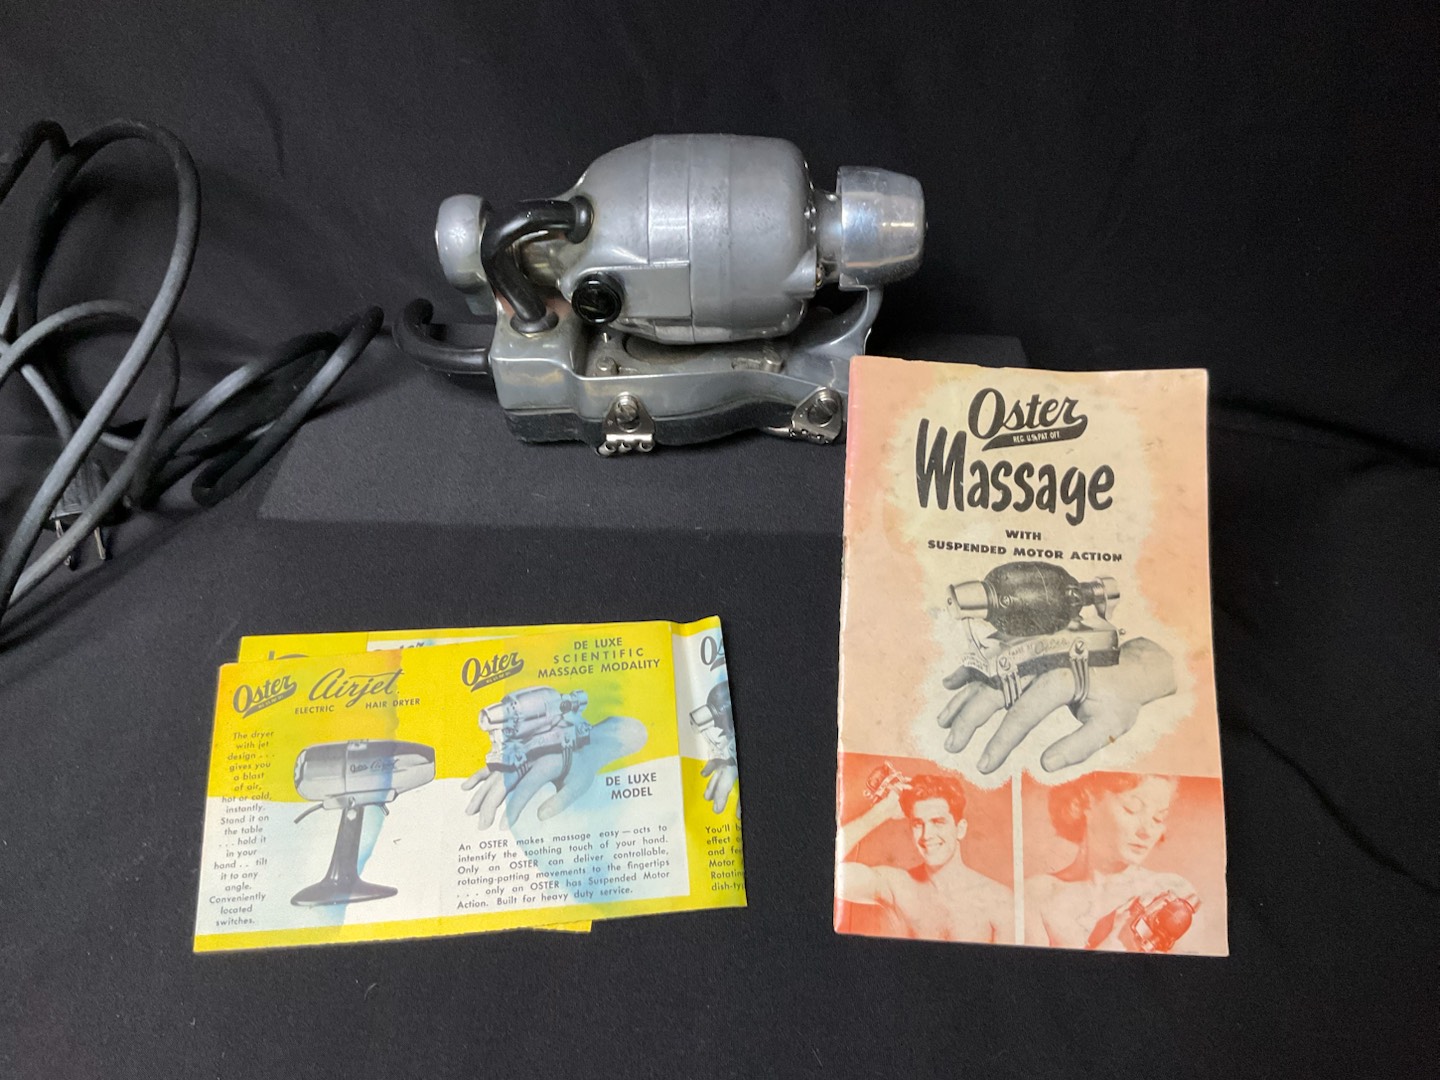 Oster
REG. U.S. PAT. OFF.
Massage
WITH
SUSPENDED MOTOR ACTION
Oster
Airjet
ELECTRIC HAIR DRYER
The dryer
with jet
design . . .
gives you
a blast
of air,
hot or cold,
instantly.
Stand it on
the table
. . . hold it
in your
hand . . tilt
it to any
angle.
Conveniently
located
switches.
Oster
DE LUXE
SCIENTIFIC
MASSAGE MODALITY
DE LUXE
MODEL
An OSTER makes massage easy — acts to
intensify the soothing touch of your hand.
Only an OSTER can deliver controllable,
rotating-patting movements to the fingertips
. . . only an OSTER has Suspended Motor
Action. Built for heavy duty service.
Os
You'll
effect
and
Motor
Rotatin
dish-ty